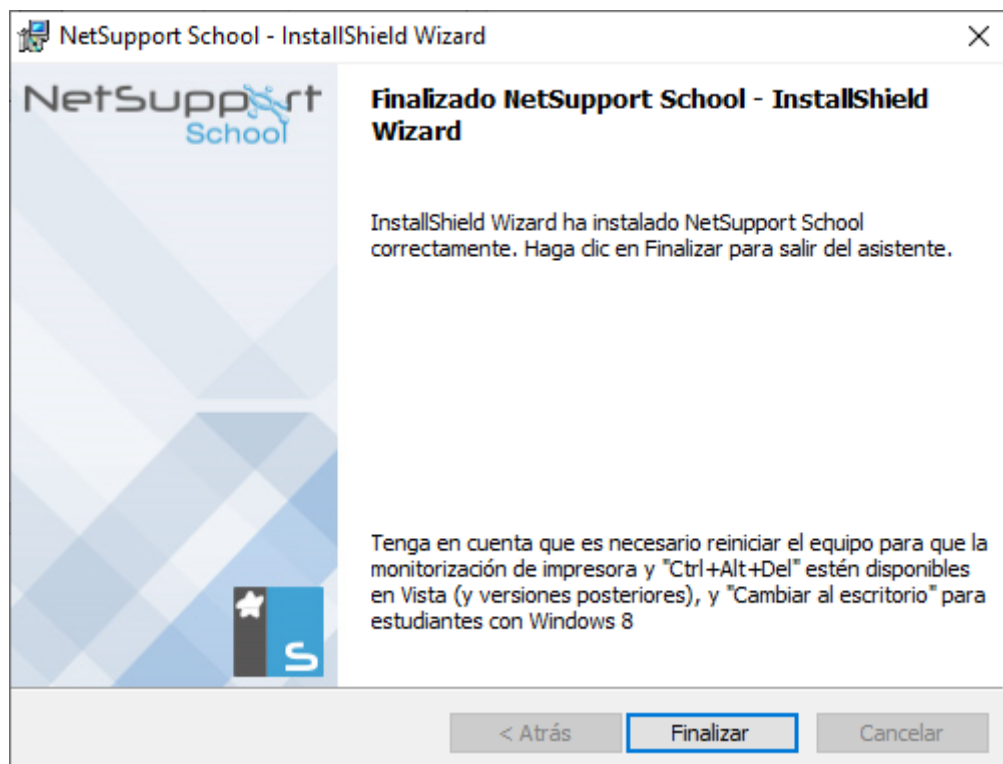 NetSupport School - InstallShield Wizard
NetSupport
School
Finalizado NetSupport School - InstallShield
Wizard
InstallShield Wizard ha instalado NetSupport School
correctamente. Haga clic en Finalizar para salir del asistente.
Tenga en cuenta que es necesario reiniciar el equipo para que la
monitorización de impresora y "Ctrl+Alt+Del" estén disponibles
en Vista (y versiones posteriores), y "Cambiar al escritorio" para
estudiantes con Windows 8
S
< Atrás
Finalizar
Cancelar